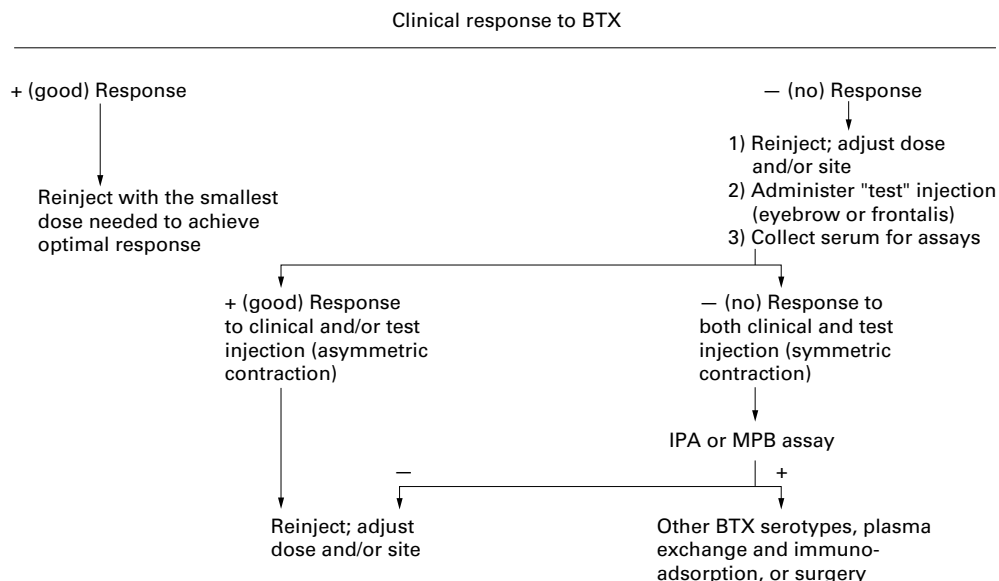 Clinical response to BTX
+ (good) Response
— (no) Response
Reinject with the smallest
dose needed to achieve
optimal response
1) Reinject; adjust dose
and/or site
2) Administer "test" injection
(eyebrow or frontalis)
3) Collect serum for assays
+ (good) Response
to clinical and/or test
injection (asymmetric
contraction)
— (no) Response to
both clinical and test
injection (symmetric
contraction)
IPA or MPB assay
—
+
Reinject; adjust
dose and/or site
Other BTX serotypes, plasma
exchange and immuno-
adsorption, or surgery